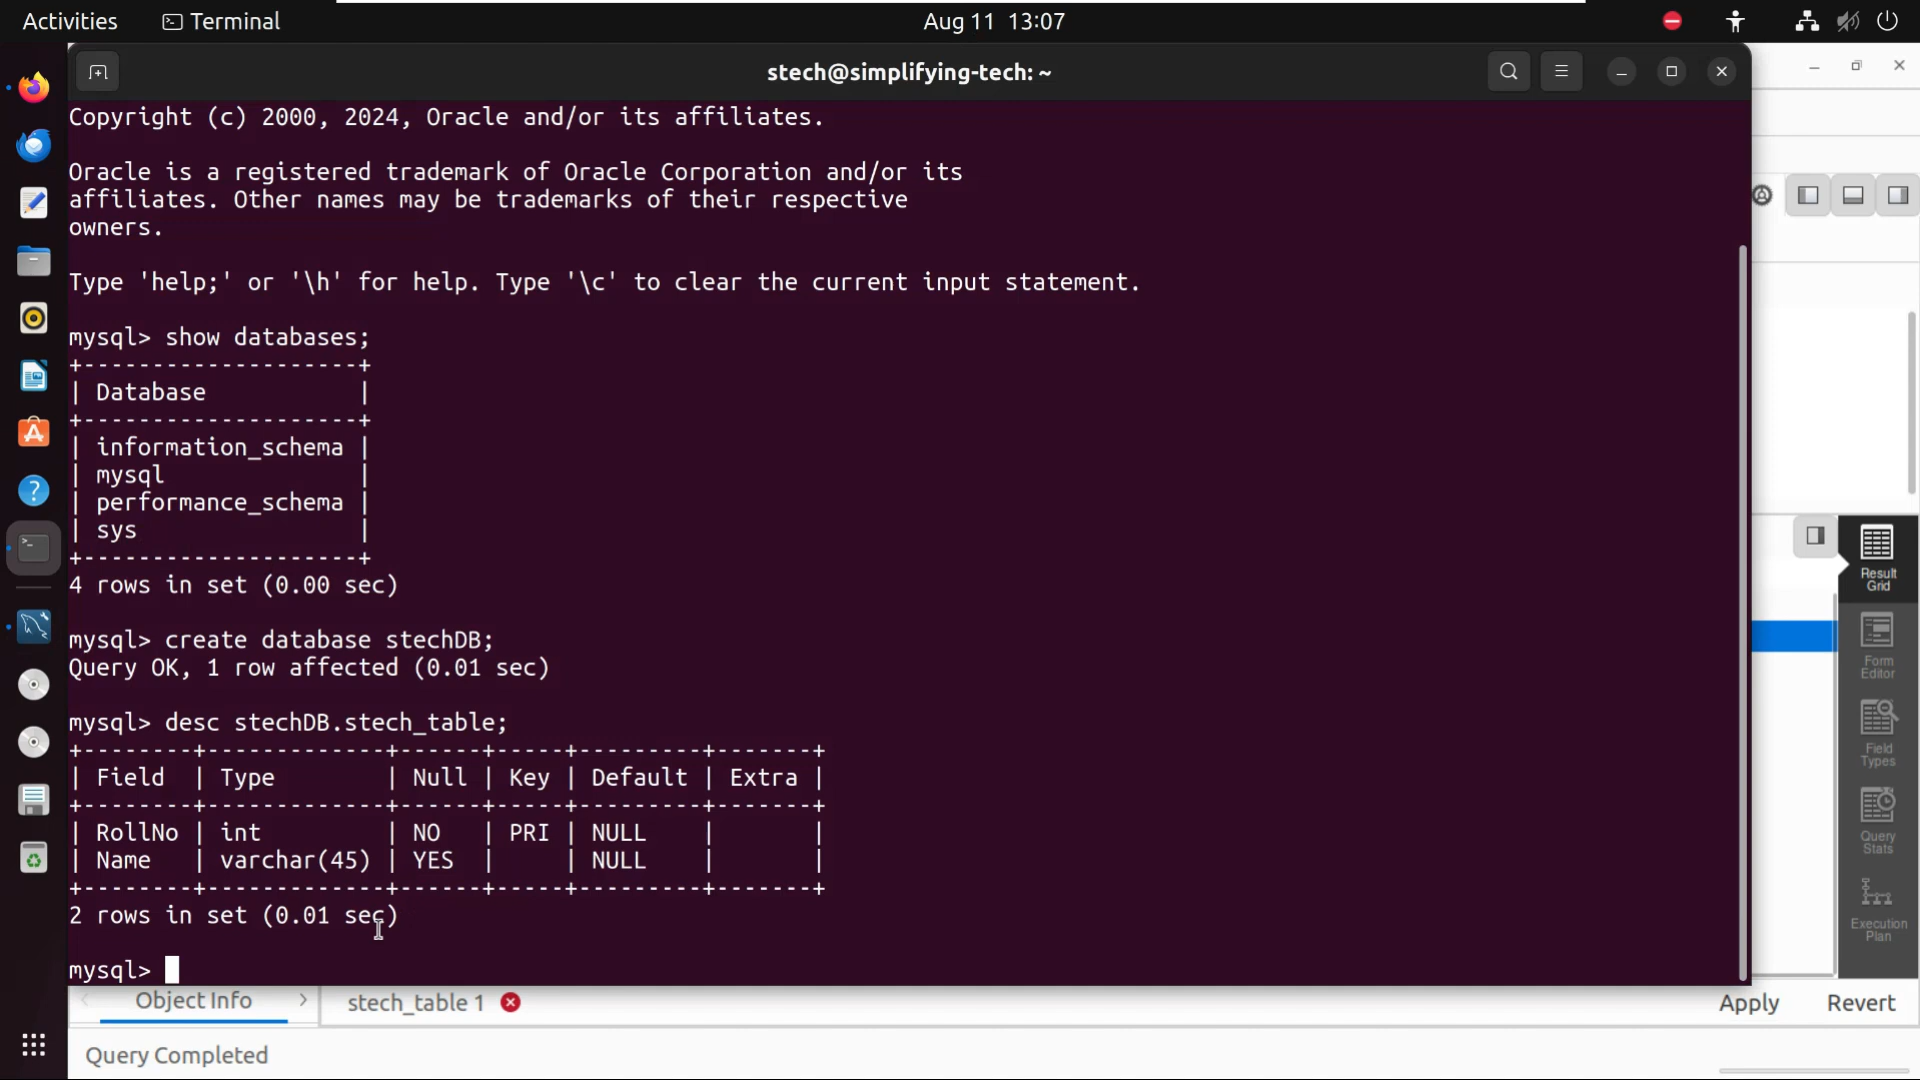 Activities Terminal Aug 11 13:07
stech@simplifying-tech: ~
Copyright (c) 2000, 2024, Oracle and/or its affiliates.
Oracle is a registered trademark of Oracle Corporation and/or its
affiliates. Other names may be trademarks of their respective
owners.
Type 'help;' or '\h' for help. Type '\c' to clear the current input statement.
mysql> show databases;
+--------------------+
| Database           |
+--------------------+
| information_schema |
| mysql              |
| performance_schema |
| sys                |
+--------------------+
4 rows in set (0.00 sec)
mysql> create database stechDB;
Query OK, 1 row affected (0.01 sec)
mysql> desc stechDB.stech_table;
+--------+-------------+------+-----+---------+-------+
| Field  | Type        | Null | Key | Default | Extra |
+--------+-------------+------+-----+---------+-------+
| RollNo | int         | NO   | PRI | NULL    |       |
| Name   | varchar(45) | YES  |     | NULL    |       |
+--------+-------------+------+-----+---------+-------+
2 rows in set (0.01 sec)
mysql>
Result
Grid
Form
Editor
Field
Types
Query
Stats
Execution
Plan
Object Info stech_table 1 Apply Revert
Query Completed